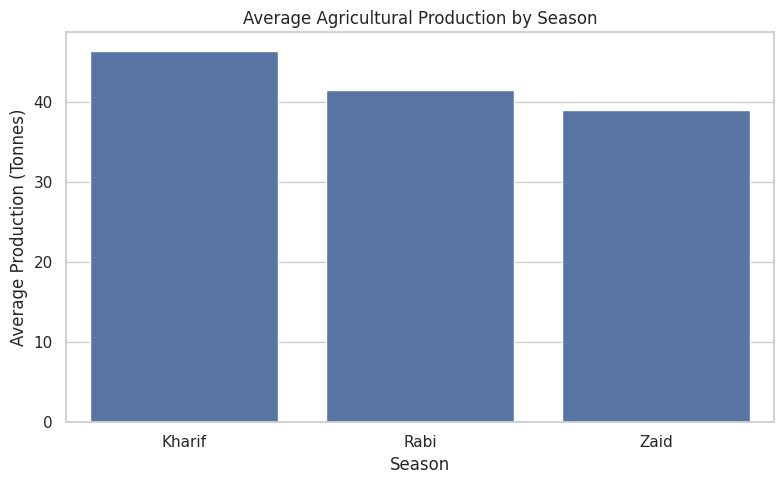 Average Agricultural Production by Season
Average Production (Tonnes)
40
30
20
10
0
Kharif
Rabi
Zaid
Season